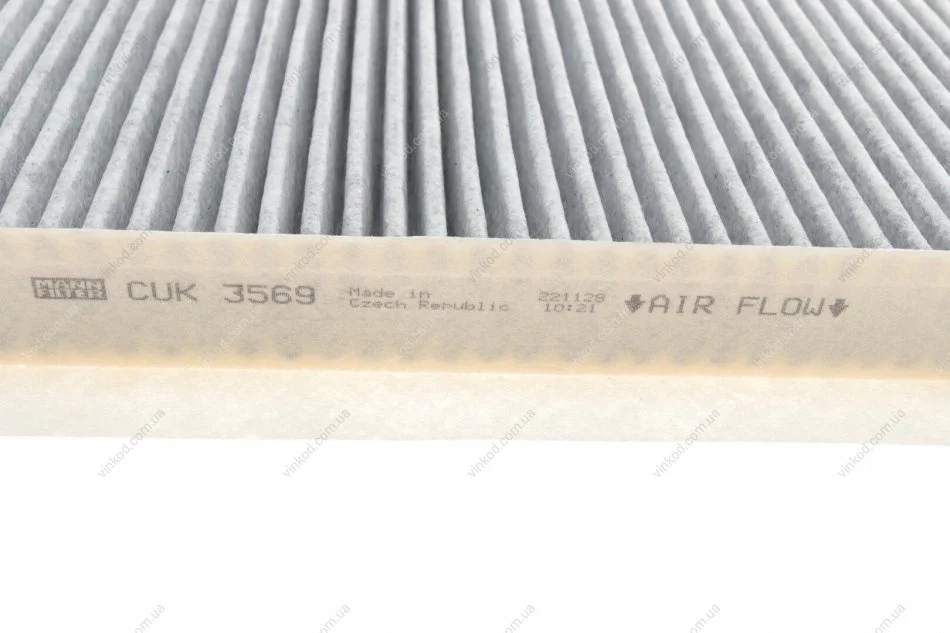 MANN
FILTER
CUK 3569
Made in
Czech Republic
221128
10:21
AIR FLOW
vinkod.com.ua